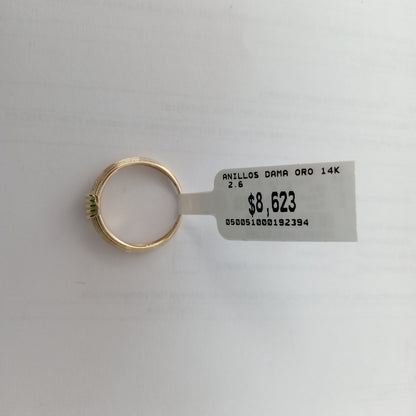 ANILLOS DAMA ORO 14K
2.6
$8,623
050051000192394